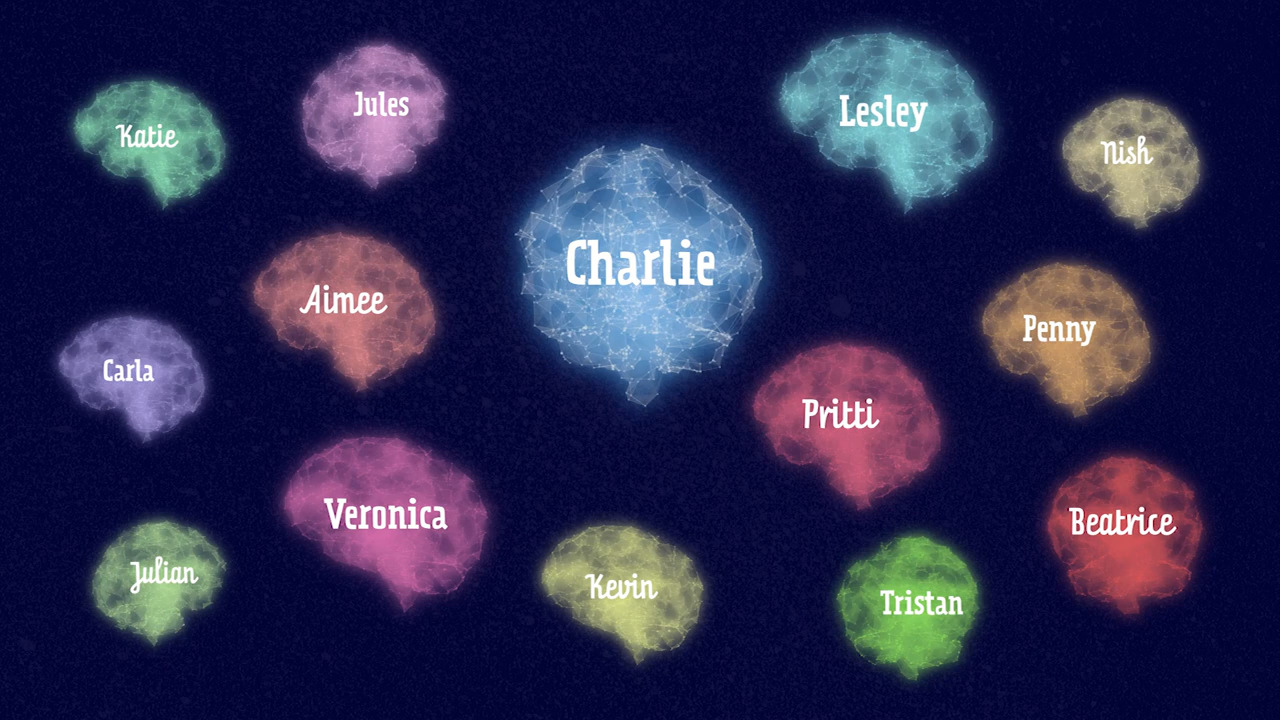 Katie
Jules
Lesley
Nish
Charlie
Aimee
Penny
Carla
Pritti
Veronica
Beatrice
Julian
Kevin
Tristan